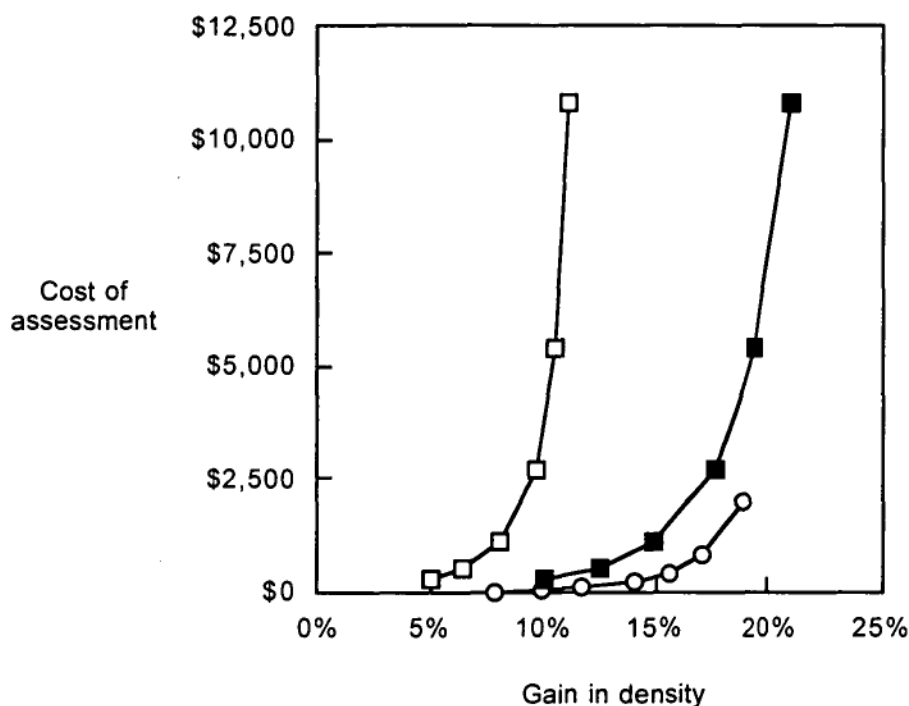 $12,500
$10,000
$7,500
Cost of
assessment
$5,000
$2,500
$0
0% 5% 10% 15% 20% 25%
Gain in density